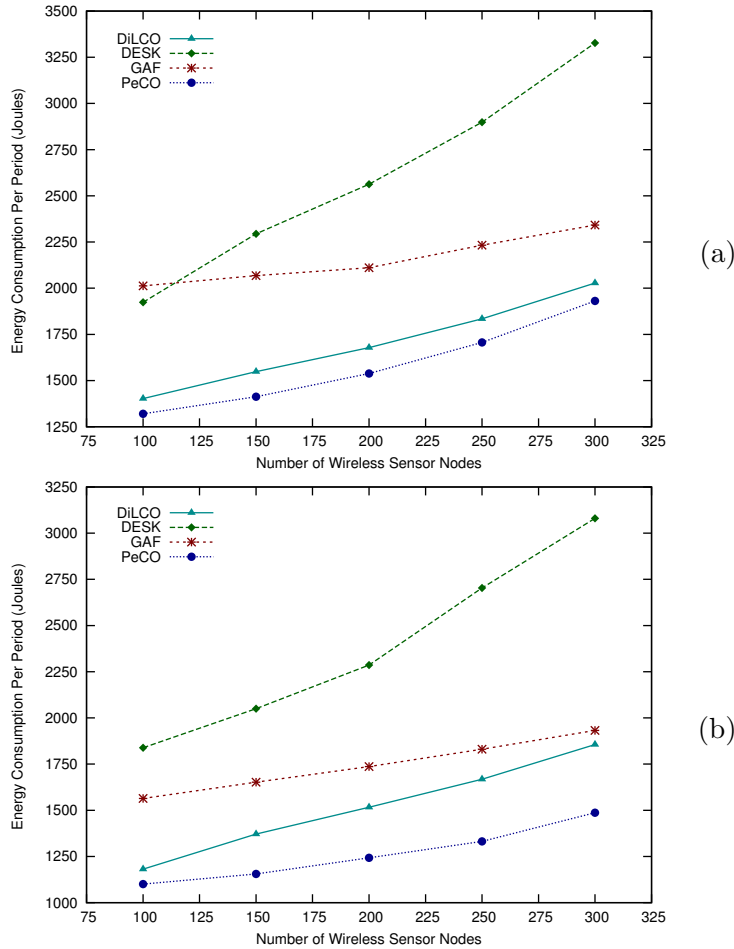 3500
3250
3000
2750
2500
2250
2000
1750
1500
1250
Energy Consumption Per Period (Joules)
DiLCO
DESK
GAF
PeCO
75 100 125 150 175 200 225 250 275 300 325
Number of Wireless Sensor Nodes
(a)
3250
3000
2750
2500
2250
2000
1750
1500
1250
1000
Energy Consumption Per Period (Joules)
DiLCO
DESK
GAF
PeCO
75 100 125 150 175 200 225 250 275 300 325
Number of Wireless Sensor Nodes
(b)